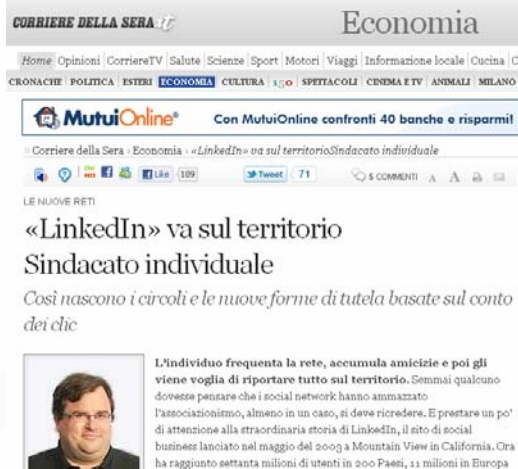 CORRIERE DELLA SERA
Economia
Home Opinioni CorriereTV Salute Scienze Sport Motori Viaggi Informazione locale Cucina
CRONACHE POLITICA ESTERI ECONOMIA CULTURA 150 SPETTACOLI CINEMA E TV ANIMALI MILANO
MutuiOnline® Con MutuiOnline confronti 40 banche e risparmi!
Corriere della Sera > Economia > «LinkedIn» va sul territorioSindacato individuale
Like 189 Tweet 71 5 COMMENTI A A
LE NUOVE RETI
«LinkedIn» va sul territorio
Sindacato individuale
Così nascono i circoli e le nuove forme di tutela basate sul conto
dei clic
L'individuo frequenta la rete, accumula amicizie e poi gli
viene voglia di riportare tutto sul territorio. Semmai qualcuno
dovesse pensare che i social network hanno ammazzato
l'associazionismo, almeno in un caso, si deve ricredere. E prestare un po'
di attenzione alla straordinaria storia di LinkedIn, il sito di social
business lanciato nel maggio del 2003 a Mountain View in California. Ora
ha raggiunto settanta milioni di utenti in 200 Paesi, 11 milioni in Europa